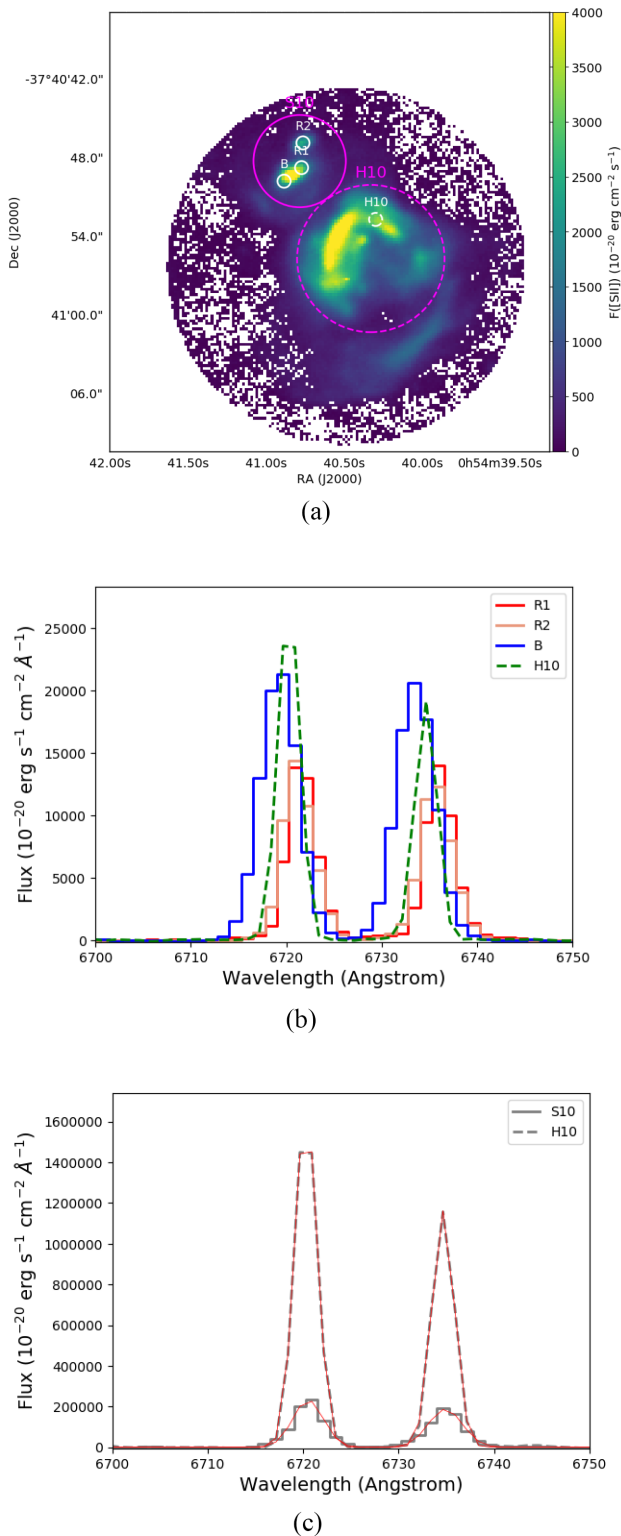 4000
-37°40'42.0"
3500
S10
R2
3000
48.0"
R1
B
H10
2500
H10
Dec (J2000)
54.0"
2000
F([SII]) (10⁻²⁰ erg cm⁻² s⁻¹)
1500
41'00.0"
1000
06.0"
500
0
42.00s 41.50s 41.00s 40.50s 40.00s 0h54m39.50s
RA (J2000)
(a)
R1
R2
B
H10
25000
20000
15000
10000
5000
0
Flux (10⁻²⁰ erg s⁻¹ cm⁻² Å⁻¹)
6700 6710 6720 6730 6740 6750
Wavelength (Angstrom)
(b)
S10
H10
1600000
1400000
1200000
1000000
800000
600000
400000
200000
0
Flux (10⁻²⁰ erg s⁻¹ cm⁻² Å⁻¹)
6700 6710 6720 6730 6740 6750
Wavelength (Angstrom)
(c)